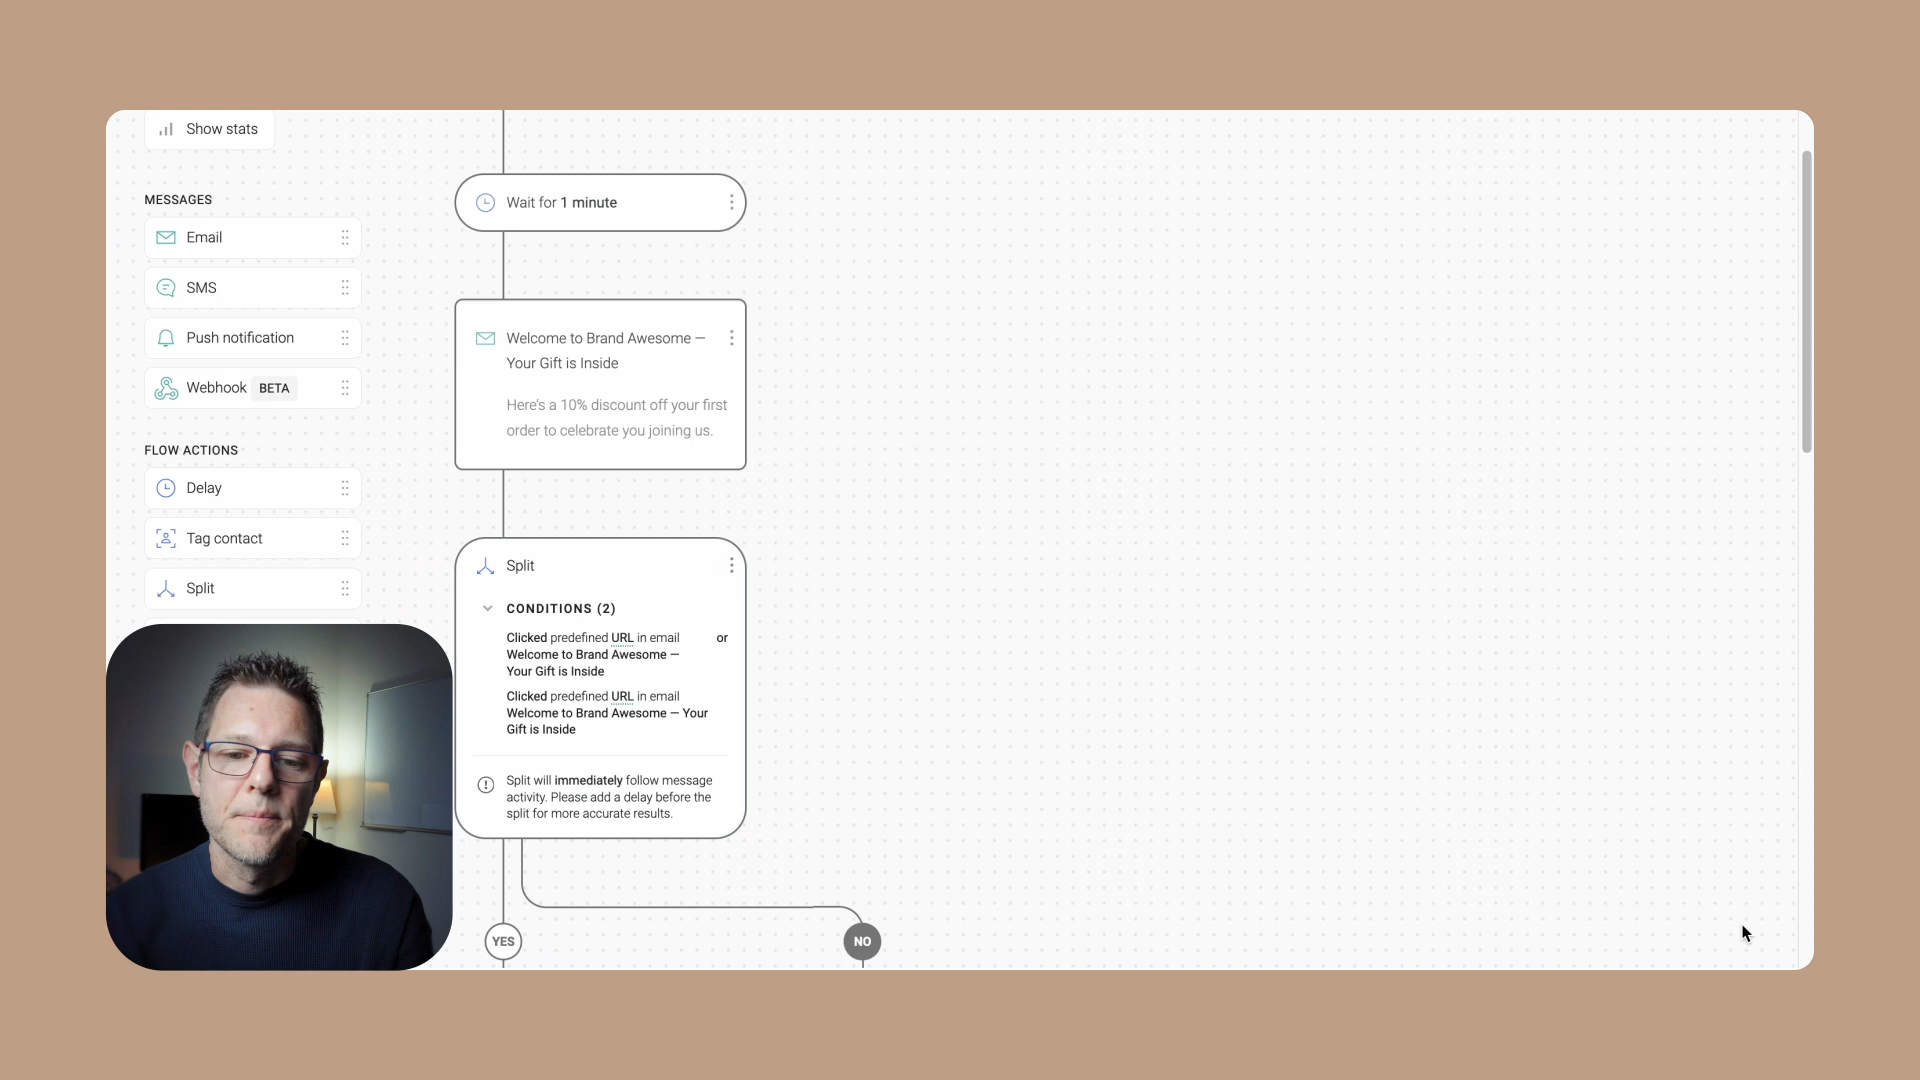 Show stats
MESSAGES
Email
SMS
Push notification
Webhook BETA
FLOW ACTIONS
Delay
Tag contact
Split
Wait for 1 minute
Welcome to Brand Awesome –
Your Gift is Inside
Here's a 10% discount off your first
order to celebrate you joining us.
Split
CONDITIONS (2)
Clicked predefined URL in email or
Welcome to Brand Awesome –
Your Gift is Inside
Clicked predefined URL in email
Welcome to Brand Awesome – Your
Gift is Inside
Split will immediately follow message
activity. Please add a delay before the
split for more accurate results.
YES
NO